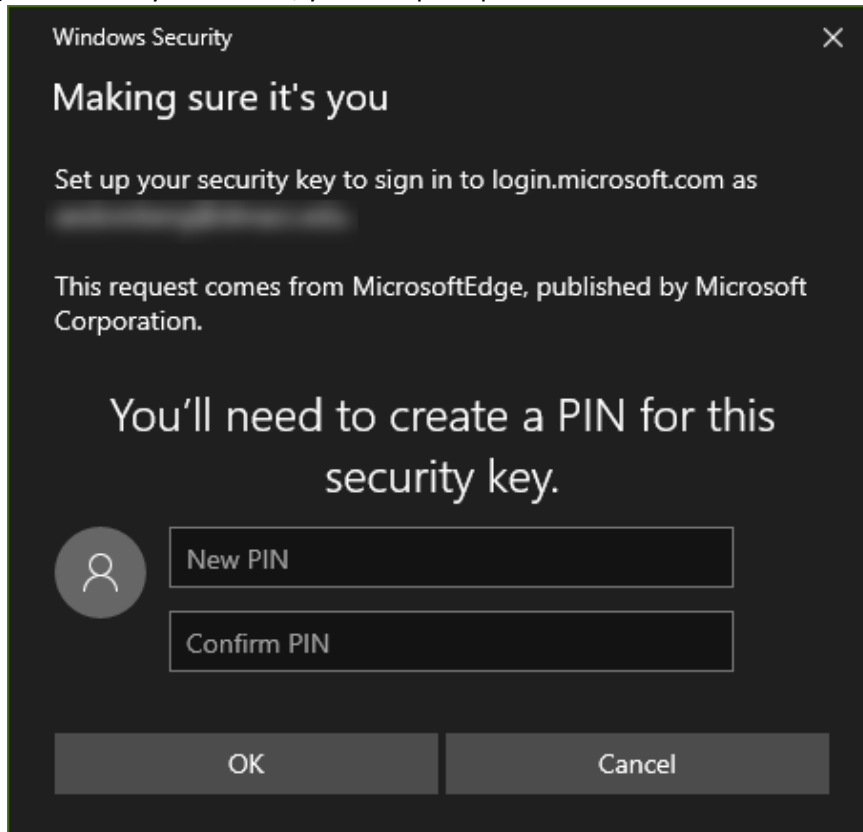 Windows Security
Making sure it's you
Set up your security key to sign in to login.microsoft.com as
This request comes from MicrosoftEdge, published by Microsoft
Corporation.
You'll need to create a PIN for this
security key.
New PIN
Confirm PIN
OK
Cancel